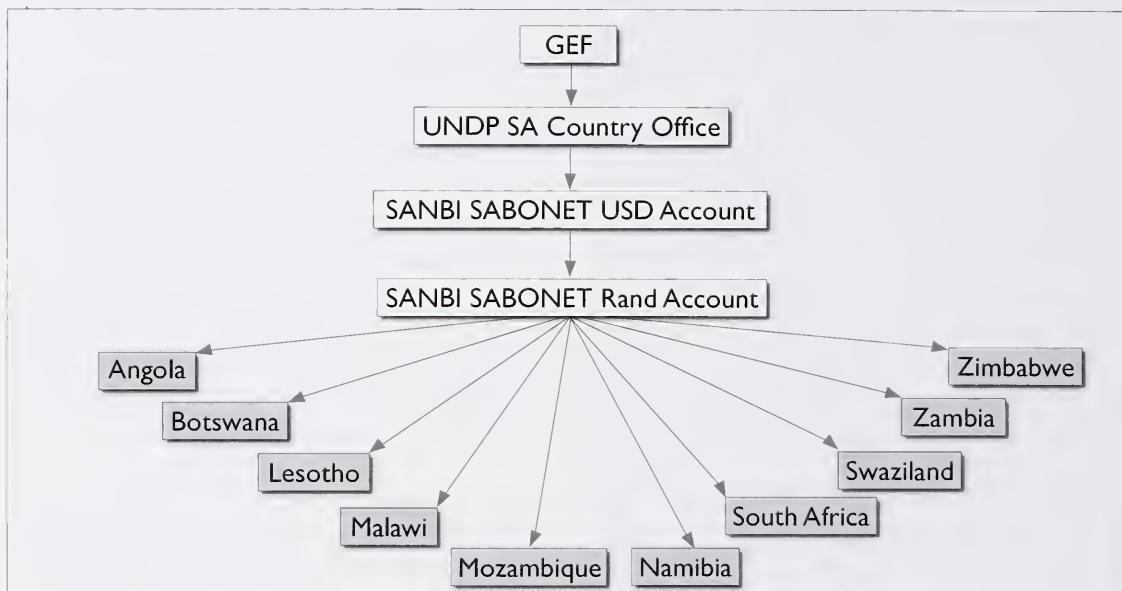 GEF
UNDP SA Country Office
SANBI SABONET USD Account
SANBI SABONET Rand Account
Angola
Botswana
Lesotho
Malawi
Mozambique
Namibia
South Africa
Swaziland
Zambia
Zimbabwe